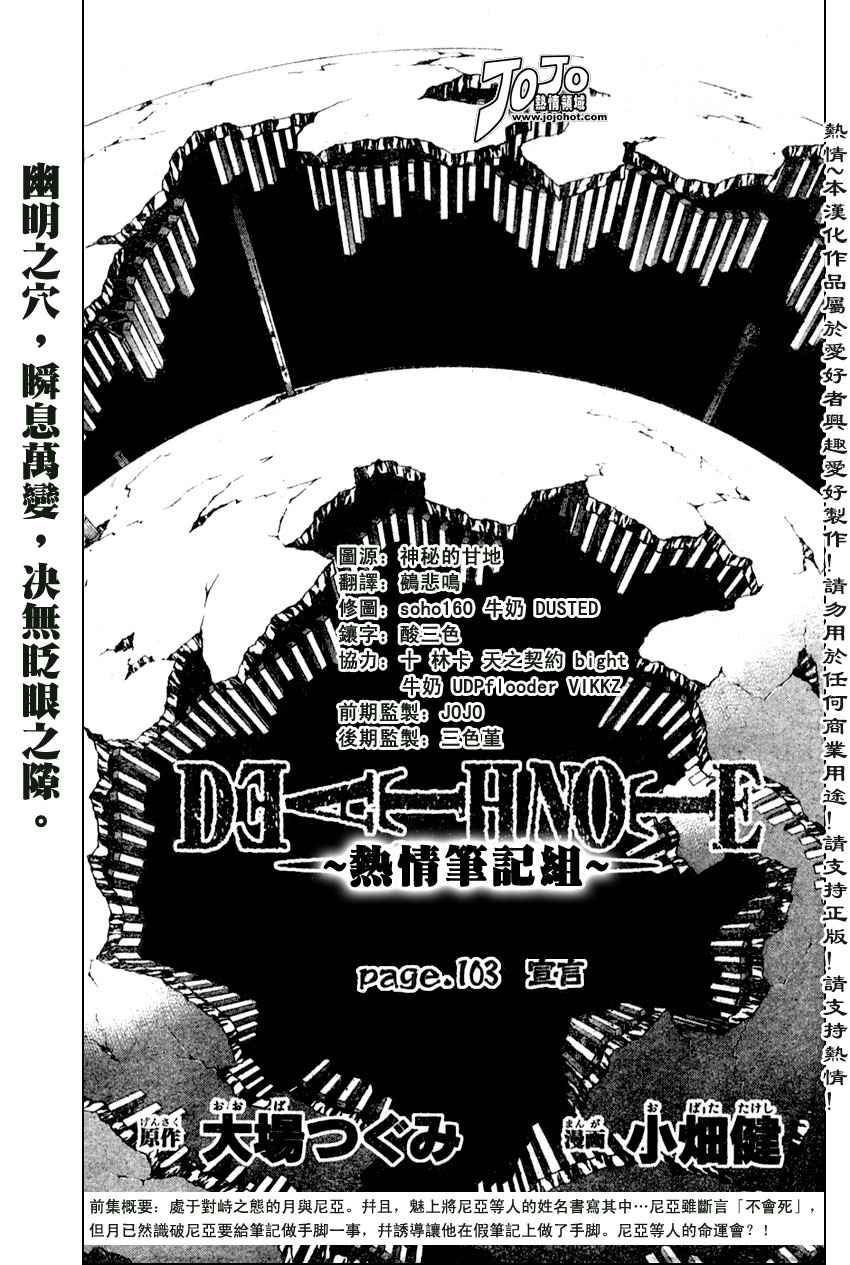 JOJO
熱情領域
www.jojohot.com
熱情~本漢化作品屬於愛好者興趣愛好製作!請勿用於任何商業用途!請支持正版!請支持熱情!
幽明之穴，瞬息萬變，决無眨眼之隙。
圖源: 神秘的甘地
翻譯: 鵺悲鳴
修圖: soho160 牛奶 DUSTED
鑲字: 酸三色
協力: 十 林卡 天之契約 bight
牛奶 UDPflooder VIKKZ
前期監製: JOJO
後期監製: 三色堇
DEATH NOTE
~熱情筆記組~
page.103 宣言
げんさく おおば
原作 大場つぐみ
まんが おばた たけし
漫画 小畑健
前集概要: 處于對峙之態的月與尼亞。幷且，魅上將尼亞等人的姓名書寫其中…尼亞雖斷言「不會死」，
但月已然識破尼亞要給筆記做手脚一事，幷誘導讓他在假筆記上做了手脚。尼亞等人的命運會?!